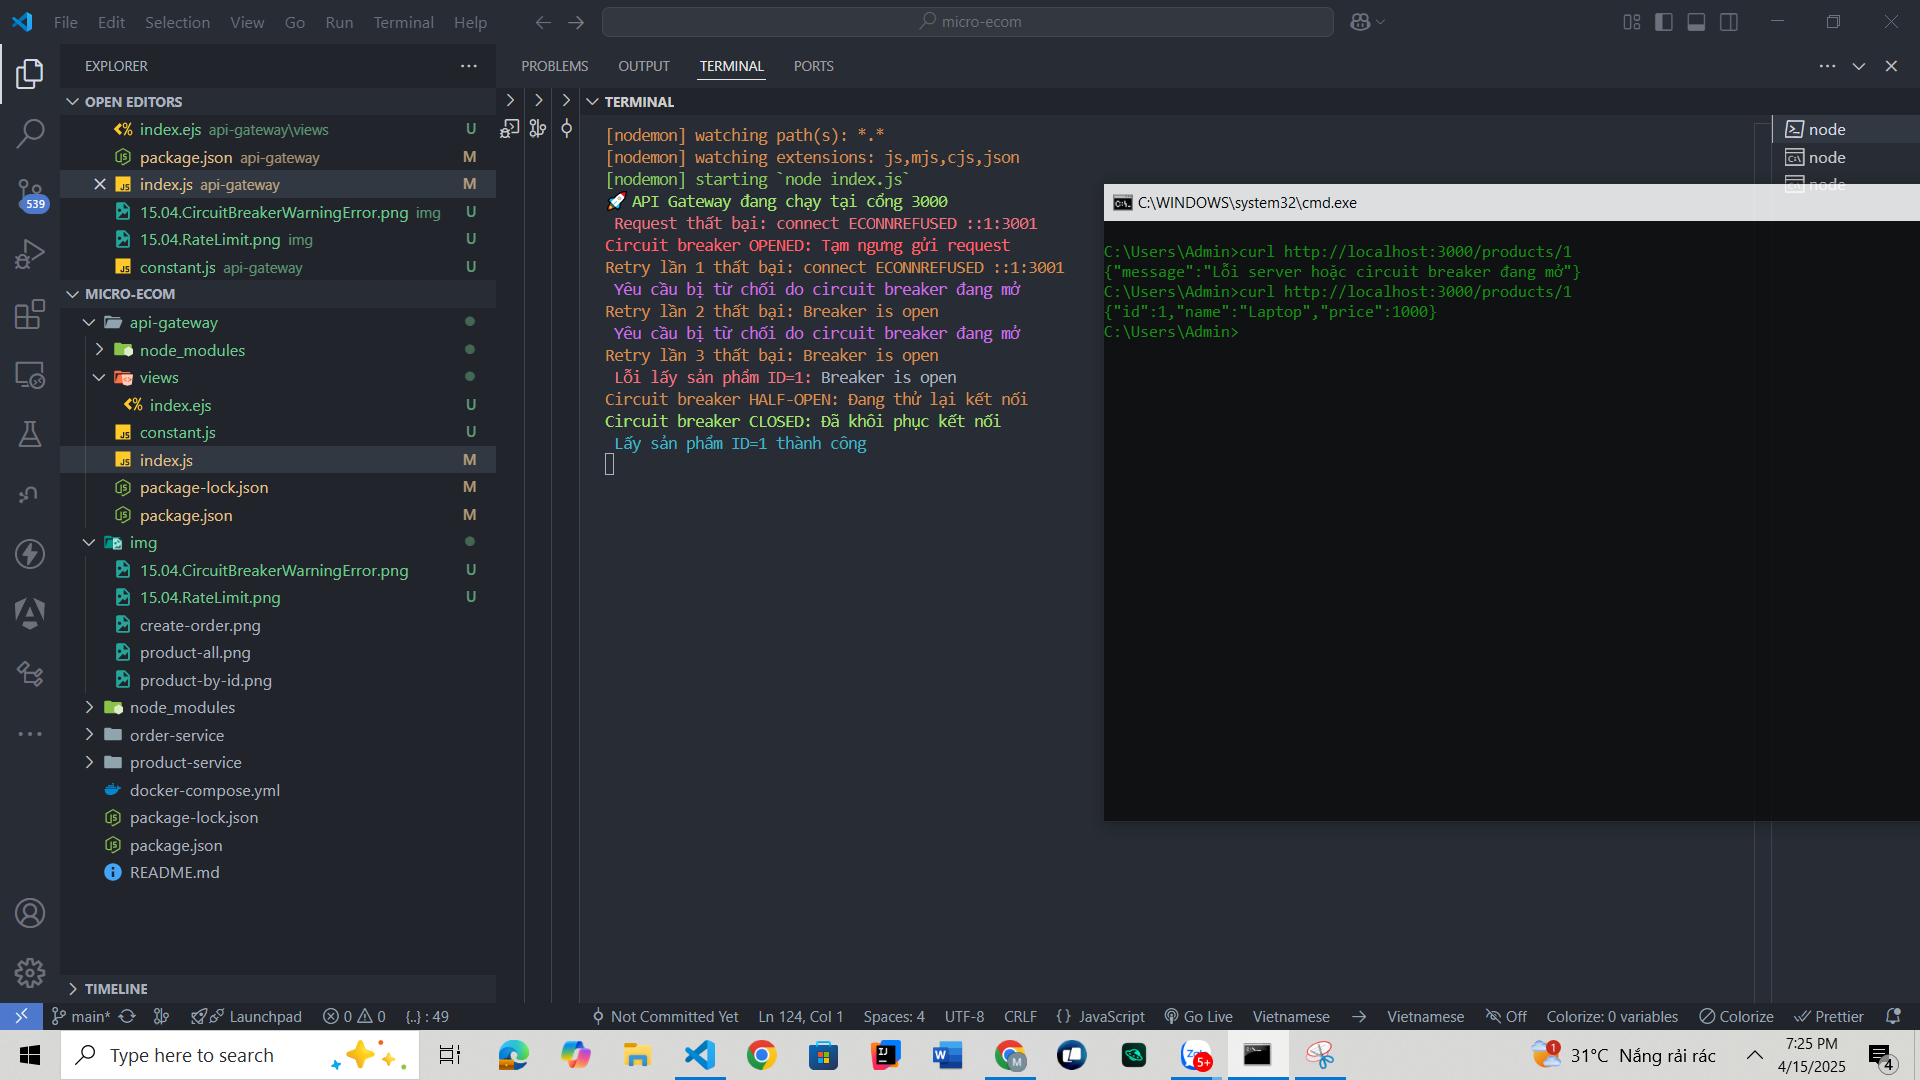 File Edit Selection View Go Run Terminal Help
micro-ecom
EXPLORER
OPEN EDITORS
index.ejs api-gateway\views U
package.json api-gateway M
index.js api-gateway M
15.04.CircuitBreakerWarningError.png img U
15.04.RateLimit.png img U
constant.js api-gateway U
539
MICRO-ECOM
api-gateway
node_modules
views
index.ejs U
constant.js U
index.js M
package-lock.json M
package.json M
img
15.04.CircuitBreakerWarningError.png U
15.04.RateLimit.png U
create-order.png
product-all.png
product-by-id.png
node_modules
order-service
product-service
docker-compose.yml
package-lock.json
package.json
README.md
TIMELINE
PROBLEMS OUTPUT TERMINAL PORTS
TERMINAL
[nodemon] watching path(s): *.*
[nodemon] watching extensions: js,mjs,cjs,json
[nodemon] starting `node index.js`
🚀 API Gateway đang chạy tại cổng 3000
Request thất bại: connect ECONNREFUSED ::1:3001
Circuit breaker OPENED: Tạm ngưng gửi request
Retry lần 1 thất bại: connect ECONNREFUSED ::1:3001
Yêu cầu bị từ chối do circuit breaker đang mở
Retry lần 2 thất bại: Breaker is open
Yêu cầu bị từ chối do circuit breaker đang mở
Retry lần 3 thất bại: Breaker is open
Lỗi lấy sản phẩm ID=1: Breaker is open
Circuit breaker HALF-OPEN: Đang thử lại kết nối
Circuit breaker CLOSED: Đã khôi phục kết nối
Lấy sản phẩm ID=1 thành công
node
node
node
C:\WINDOWS\system32\cmd.exe
C:\Users\Admin>curl http://localhost:3000/products/1
{"message":"Lỗi server hoặc circuit breaker đang mở"}
C:\Users\Admin>curl http://localhost:3000/products/1
{"id":1,"name":"Laptop","price":1000}
C:\Users\Admin>
main* Launchpad 0 0 {..} : 49 Not Committed Yet Ln 124, Col 1 Spaces: 4 UTF-8 CRLF {} JavaScript Go Live Vietnamese → Vietnamese Off Colorize: 0 variables Colorize Prettier
Type here to search
5+
1
31°C Nắng rải rác
7:25 PM
4/15/2025
4